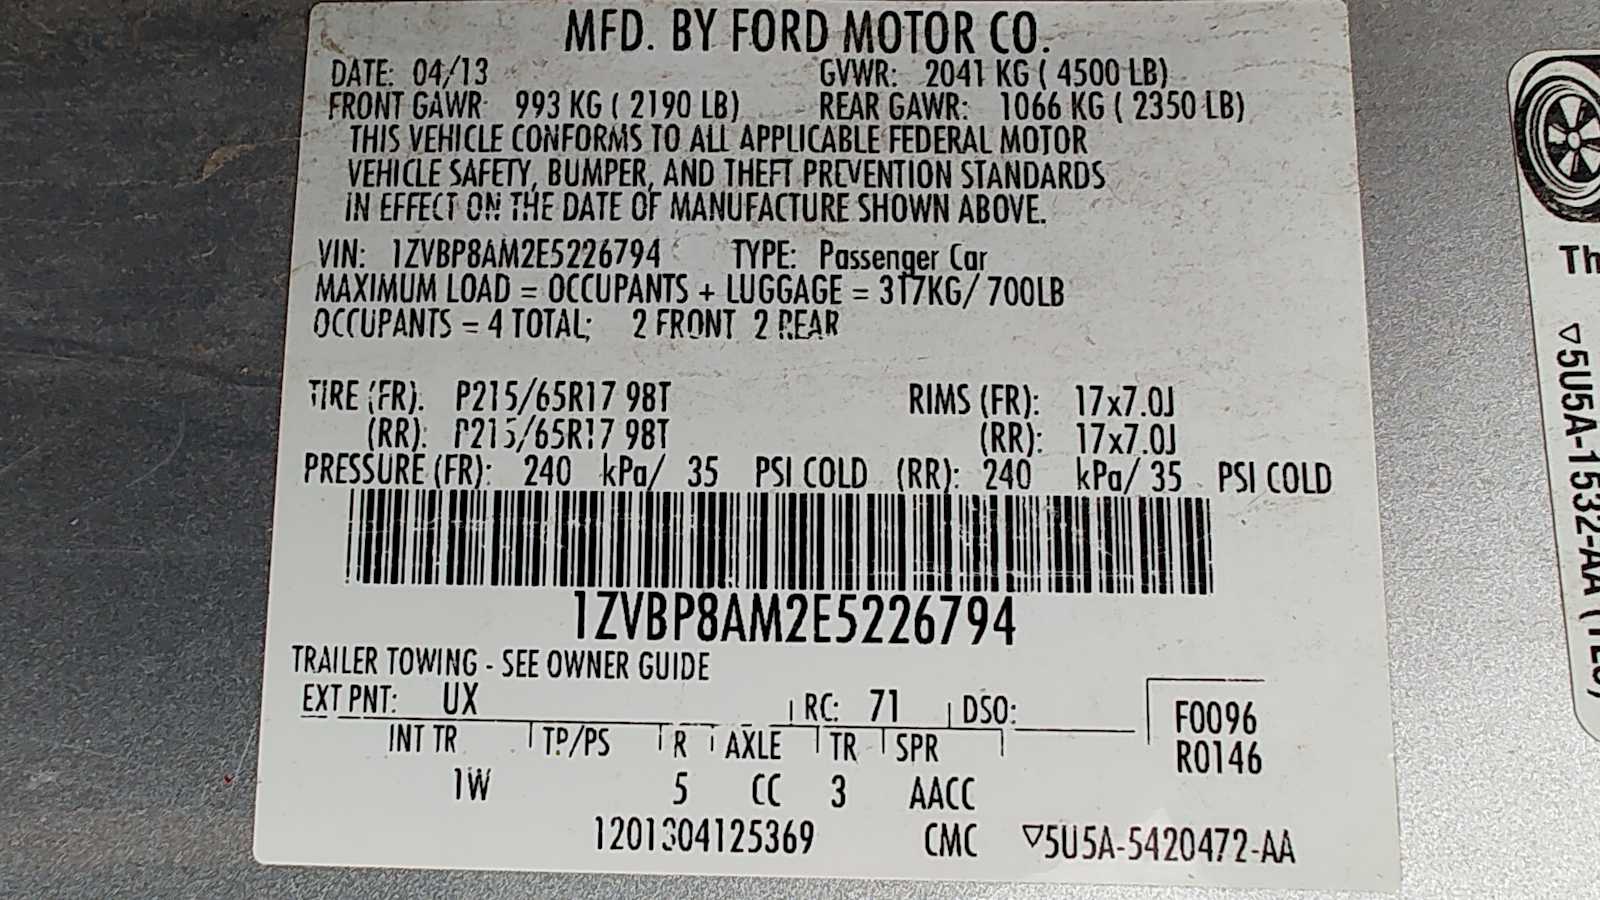 MFD. BY FORD MOTOR CO.
DATE: 04/13 GVWR: 2041 KG ( 4500 LB)
FRONT GAWR: 993 KG ( 2190 LB) REAR GAWR: 1066 KG ( 2350 LB)
THIS VEHICLE CONFORMS TO ALL APPLICABLE FEDERAL MOTOR
VEHICLE SAFETY, BUMPER, AND THEFT PREVENTION STANDARDS
IN EFFECT ON THE DATE OF MANUFACTURE SHOWN ABOVE.
VIN: 1ZVBP8AM2E5226794 TYPE: Passenger Car
MAXIMUM LOAD = OCCUPANTS + LUGGAGE = 317KG/ 700LB
OCCUPANTS = 4 TOTAL; 2 FRONT 2 REAR
TIRE (FR): P215/65R17 98T RIMS (FR): 17x7.0J
(RR): P215/65R17 98T (RR): 17x7.0J
PRESSURE (FR): 240 kPa/ 35 PSI COLD (RR): 240 kPa/ 35 PSI COLD
1ZVBP8AM2E5226794
TRAILER TOWING - SEE OWNER GUIDE
EXT PNT: UX RC: 71 DSO:
F0096
R0146
INT TR TP/PS R AXLE TR SPR
1W 5 CC 3 AACC
1201304125369 CMC ▽5U5A-5420472-AA
Th
▽5U5A-1532-AA